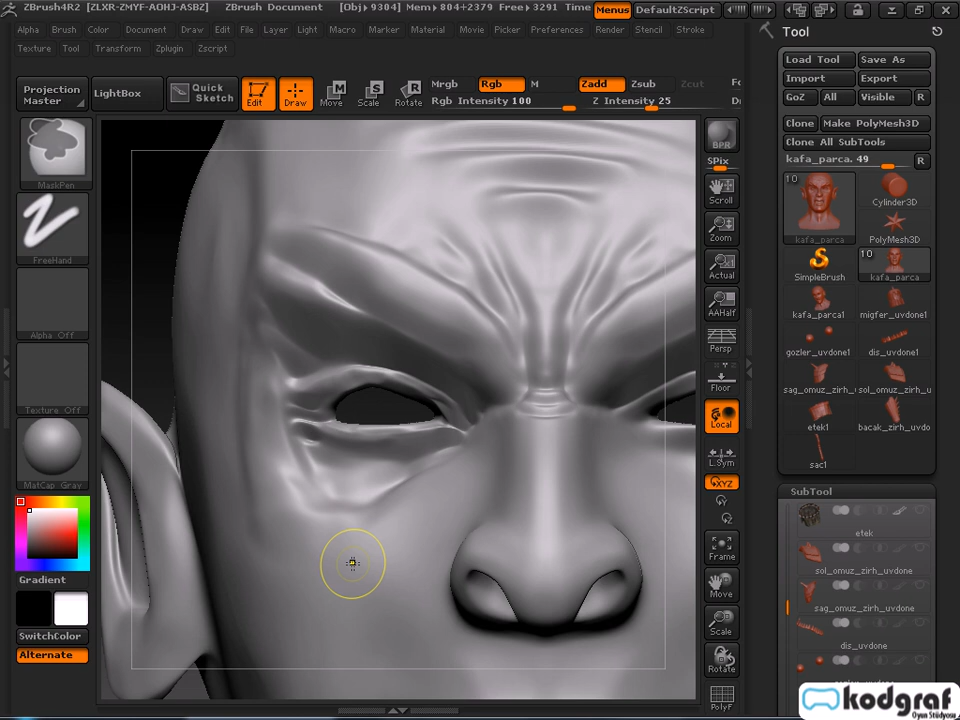 ZBrush4R2 [ZLXR-ZMYF-AOHJ-ASBZ] ZBrush Document [Obj▸9304] Mem▸804+2379 Free▸3291 Time Menus DefaultZScript
Alpha Brush Color Document Draw Edit File Layer Light Macro Marker Material Movie Picker Preferences Render Stencil Stroke
Texture Tool Transform Zplugin Zscript
Tool
Load Tool Save As
Import Export
GoZ All Visible R
Clone Make PolyMesh3D
Clone All SubTools
kafa_parca. 49 R
Projection Master
LightBox
Quick Sketch
Edit Draw Move Scale Rotate
Mrgb Rgb M Zadd Zsub Zcut
Rgb Intensity 100 Z Intensity 25
MaskPen
FreeHand
Alpha Off
Texture Off
MatCap Gray
Gradient
SwitchColor
Alternate
BPR
SPix
Scroll
Zoom
Actual
AAHalf
Persp
Floor
Local
L.Sym
XYZ
Y
Z
Frame
Move
Scale
Rotate
PolyF
10
kafa_parca
Cylinder3D
PolyMesh3D
SimpleBrush
10
kafa_parca
kafa_parca1 migfer_uvdone1
gozler_uvdone1 dis_uvdone1
sag_omuz_zirh_u sol_omuz_zirh_u
etek1 bacak_zirh_uvdo
sac1
SubTool
etek
sol_omuz_zirh_uvdone
sag_omuz_zirh_uvdone
dis_uvdone
kodgraf
Oyun Stüdyosu